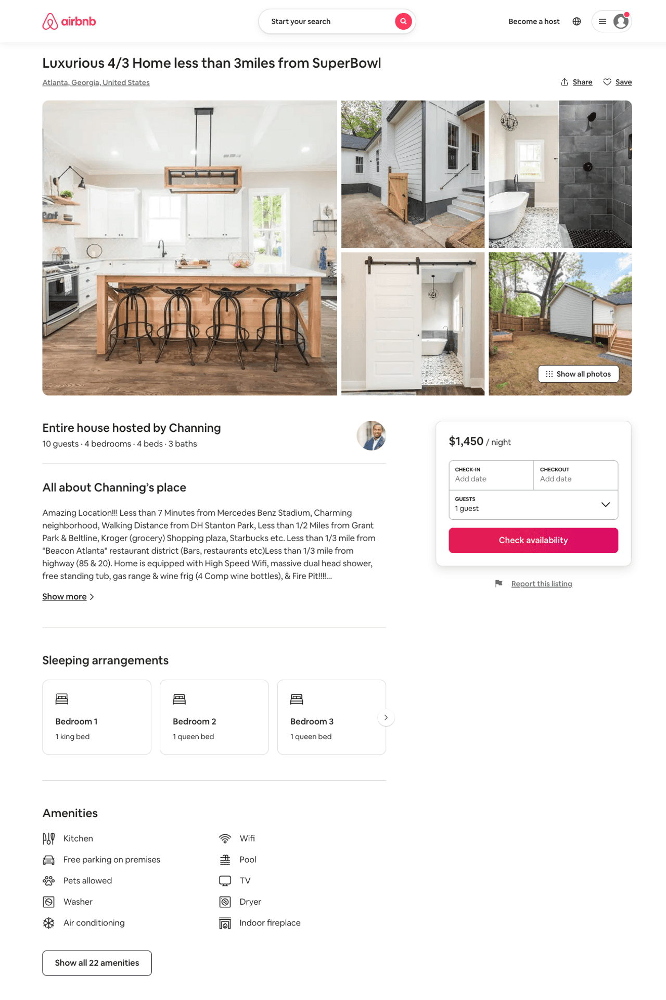 airbnb
Start your search
Become a host
Luxurious 4/3 Home less than 3miles from SuperBowl
Atlanta, Georgia, United States
Share
Save
Eat
Show all photos
Entire house hosted by Channing
10 guests · 4 bedrooms · 4 beds · 3 baths
All about Channing’s place
Amazing Location!!! Less than 7 Minutes from Mercedes Benz Stadium, Charming
neighborhood, Walking Distance from DH Stanton Park, Less than 1/2 Miles from Grant
Park & Beltline, Kroger (grocery) Shopping plaza, Starbucks etc. Less than 1/3 mile from
"Beacon Atlanta" restaurant district (Bars, restaurants etc)Less than 1/3 mile from
highway (85 & 20). Home is equipped with High Speed Wifi, massive dual head shower,
free standing tub, gas range & wine frig (4 Comp wine bottles), & Fire Pit!!!!...
Show more
$1,450 / night
CHECK-IN
Add date
CHECKOUT
Add date
GUESTS
1 guest
Check availability
Report this listing
Sleeping arrangements
Bedroom 1
1 king bed
Bedroom 2
1 queen bed
Bedroom 3
1 queen bed
Amenities
Kitchen
Wifi
Free parking on premises
Pool
Pets allowed
TV
Washer
Dryer
Air conditioning
Indoor fireplace
Show all 22 amenities